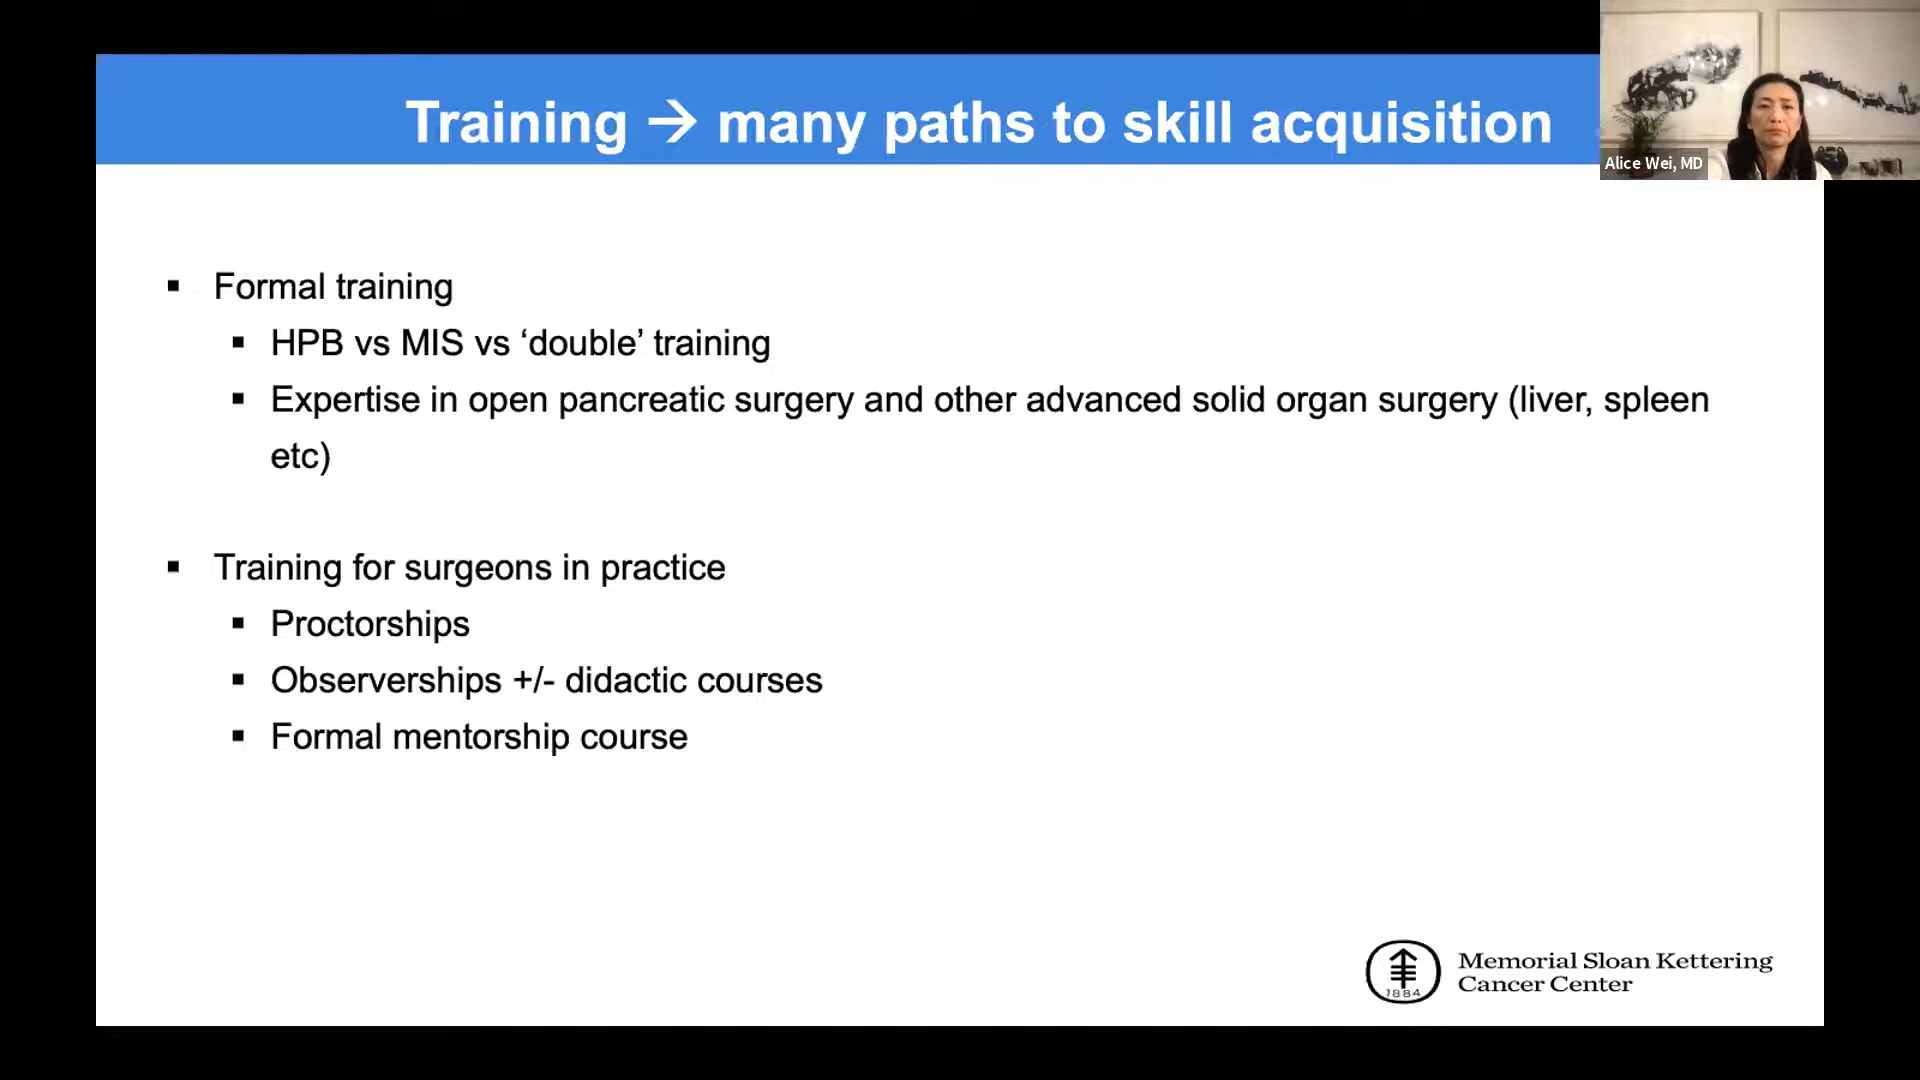 Training → many paths to skill acquisition
Alice Wei, MD
▪ Formal training
▪ HPB vs MIS vs ‘double’ training
▪ Expertise in open pancreatic surgery and other advanced solid organ surgery (liver, spleen
etc)
▪ Training for surgeons in practice
▪ Proctorships
▪ Observerships +/- didactic courses
▪ Formal mentorship course
1884
Memorial Sloan Kettering
Cancer Center